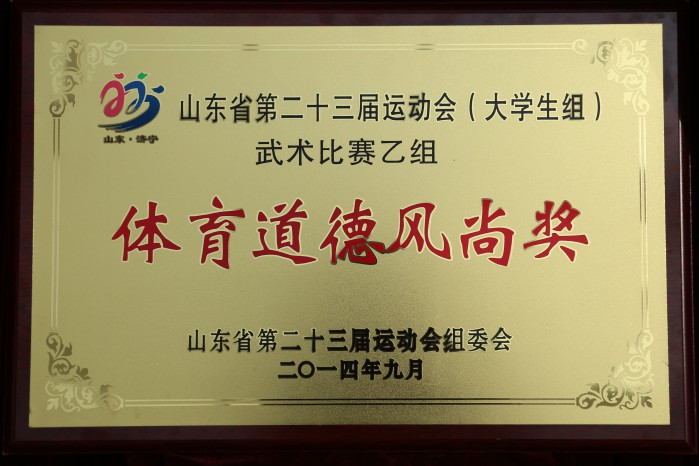 山东省第二十三届运动会（大学生组）
山东·济宁
武术比赛乙组
体育道德风尚奖
山东省第二十三届运动会组委会
二〇一四年九月